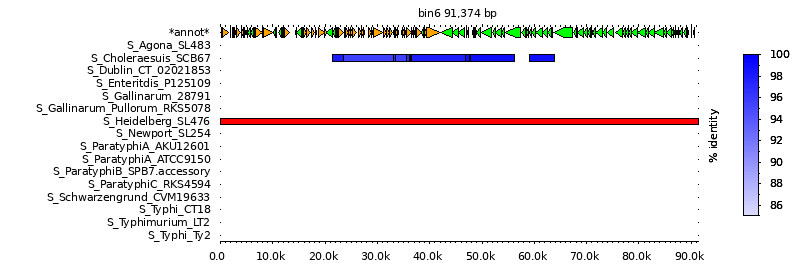 bin6 91,374 bp
*annot*
S_Agona_SL483
S_Choleraesuis_SCB67
S_Dublin_CT_02021853
S_Enteritdis_P125109
S_Gallinarum_28791
S_Gallinarum_Pullorum_RKS5078
S_Heidelberg_SL476
S_Newport_SL254
S_ParatyphiA_AKU12601
S_ParatyphiA_ATCC9150
S_ParatyphiB_SPB7.accessory
S_ParatyphiC_RKS4594
S_Schwarzengrund_CVM19633
S_Typhi_CT18
S_Typhimurium_LT2
S_Typhi_Ty2
0.0 10.0k 20.0k 30.0k 40.0k 50.0k 60.0k 70.0k 80.0k 90.0k
% identity
100
98
96
94
92
90
88
86